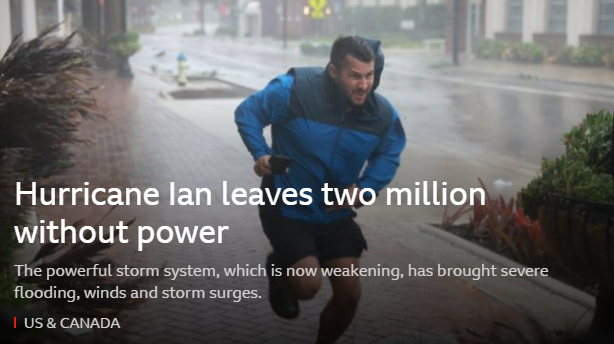 Hurricane Ian leaves two million
without power
The powerful storm system, which is now weakening, has brought severe
flooding, winds and storm surges.
US & CANADA